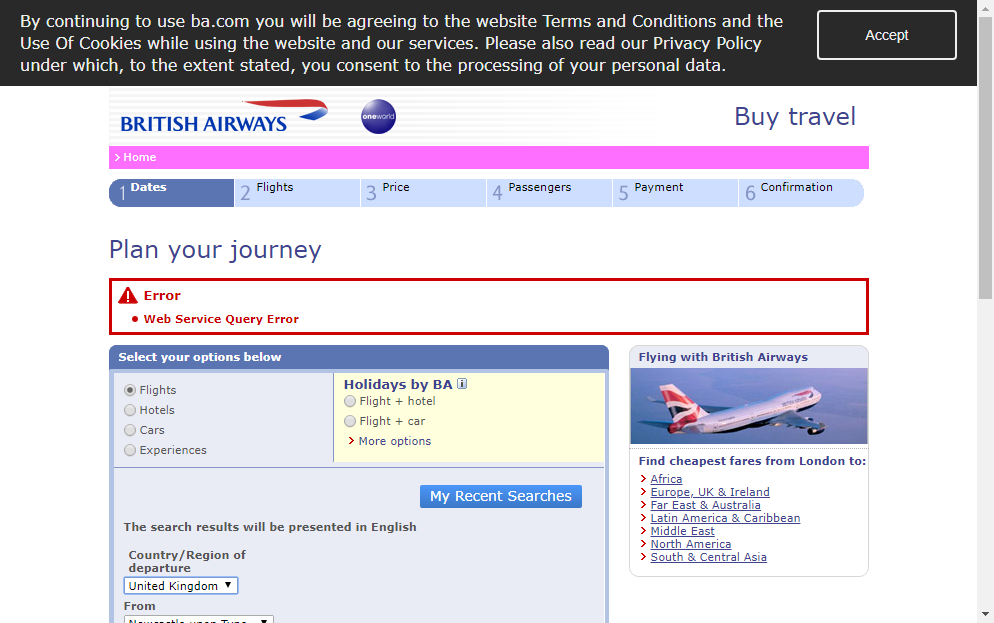 By continuing to use ba.com you will be agreeing to the website Terms and Conditions and the
Use Of Cookies while using the website and our services. Please also read our Privacy Policy
under which, to the extent stated, you consent to the processing of your personal data.
Accept
BRITISH AIRWAYS
oneworld
Buy travel
Home
1 Dates
2 Flights
3 Price
4 Passengers
5 Payment
6 Confirmation
Plan your journey
Error
Web Service Query Error
Select your options below
Flights
Hotels
Cars
Experiences
Holidays by BA
Flight + hotel
Flight + car
More options
My Recent Searches
The search results will be presented in English
Country/Region of
departure
United Kingdom
From
Newcastle upon Tyne
Flying with British Airways
Find cheapest fares from London to:
Africa
Europe, UK & Ireland
Far East & Australia
Latin America & Caribbean
Middle East
North America
South & Central Asia